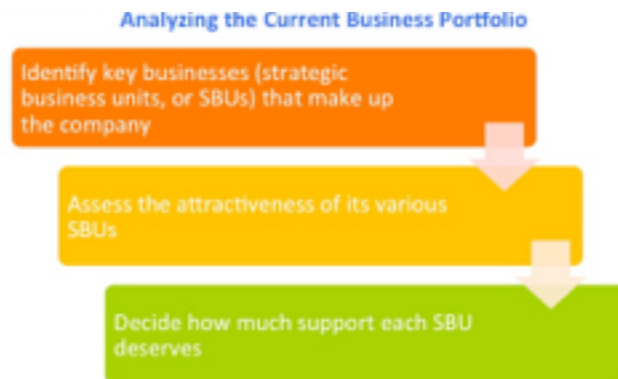 Analyzing the Current Business Portfolio
Identify key businesses (strategic
business units, or SBUs) that make up
the company
Assess the attractiveness of its various
SBUs
Decide how much support each SBU
deserves